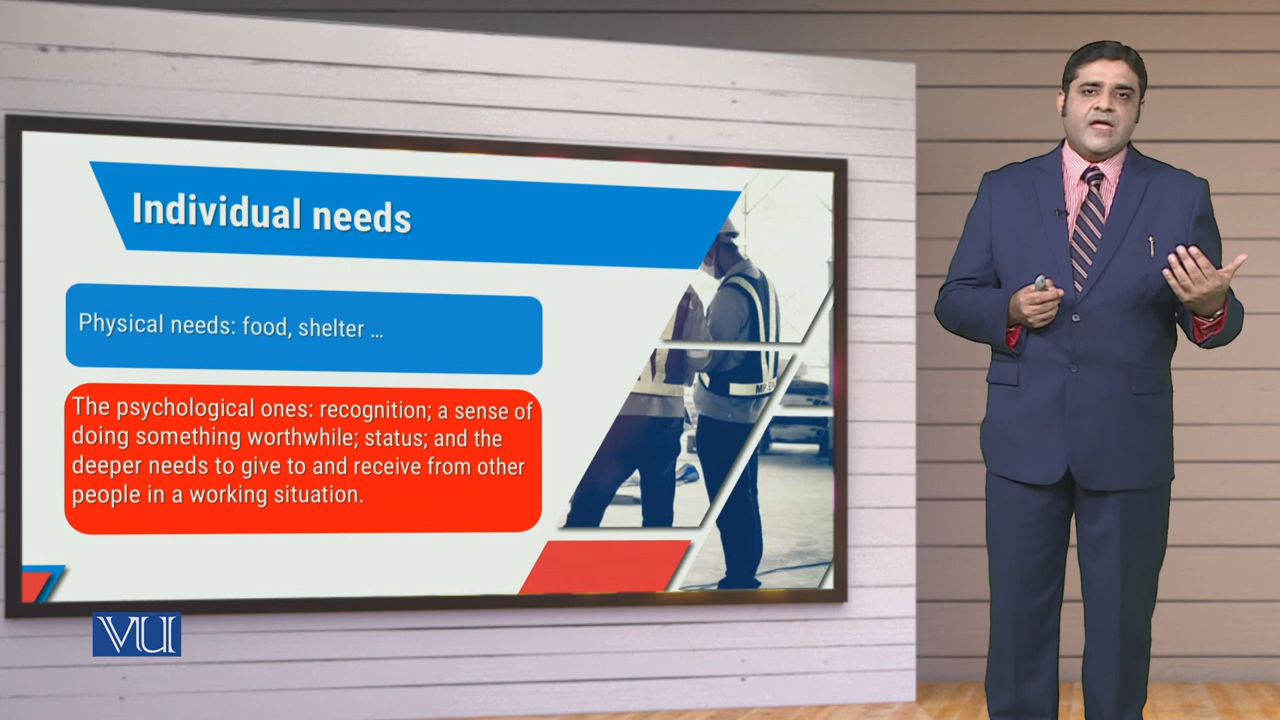 Individual needs
Physical needs: food, shelter ...
The psychological ones: recognition; a sense of
doing something worthwhile; status; and the
deeper needs to give to and receive from other
people in a working situation.
VU